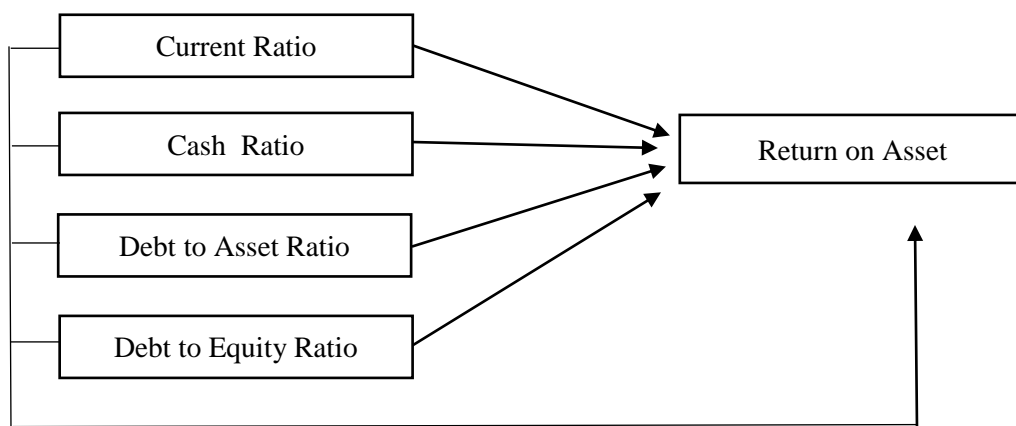 Current Ratio
Cash Ratio
Return on Asset
Debt to Asset Ratio
Debt to Equity Ratio